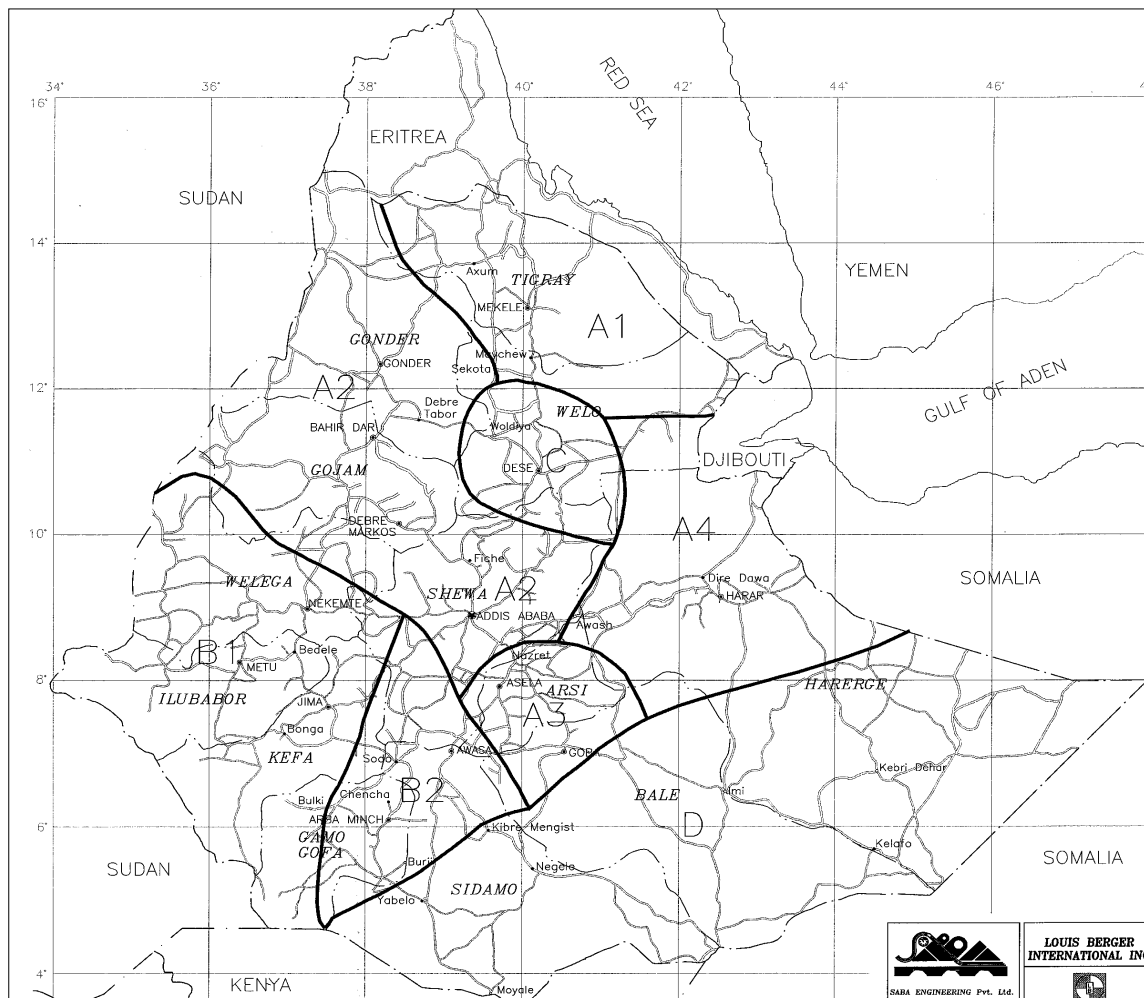 34°
36°
38°
40°
42°
44°
46°
16°
RED SEA
ERITREA
SUDAN
14°
YEMEN
Axum
TIGRAY
MEKELE
A1
GONDER
Maychew
GONDER
Sekota
A2
12°
GULF OF ADEN
Debre
Tabor
WELO
BAHIR DAR
Woldiya
DJIBOUTI
GOJAM
DESE
C
DEBRE
MARKOS
A4
10°
Fiche
Dire Dawa
SOMALIA
WELEGA
SHEWA
A2
HARAR
NEKEMTE
ADDIS ABABA
Awash
B1
Bedele
METU
Nazret
8°
ASELA
ARSI
HARERGE
ILUBABOR
JIMA
A3
Bonga
AWASA
GOBA
KEFA
Sodo
Kebri Dehar
B2
Chencha
BALE
Imi
Bulki
ARBA MINCH
6°
D
GAMO
GOFA
Kibre Mengist
Kelafo
SUDAN
Burji
Negele
SOMALIA
SIDAMO
Yabelo
4°
KENYA
Moyale
SABA ENGINEERING Pvt. Ltd.
LOUIS BERGER
INTERNATIONAL INC